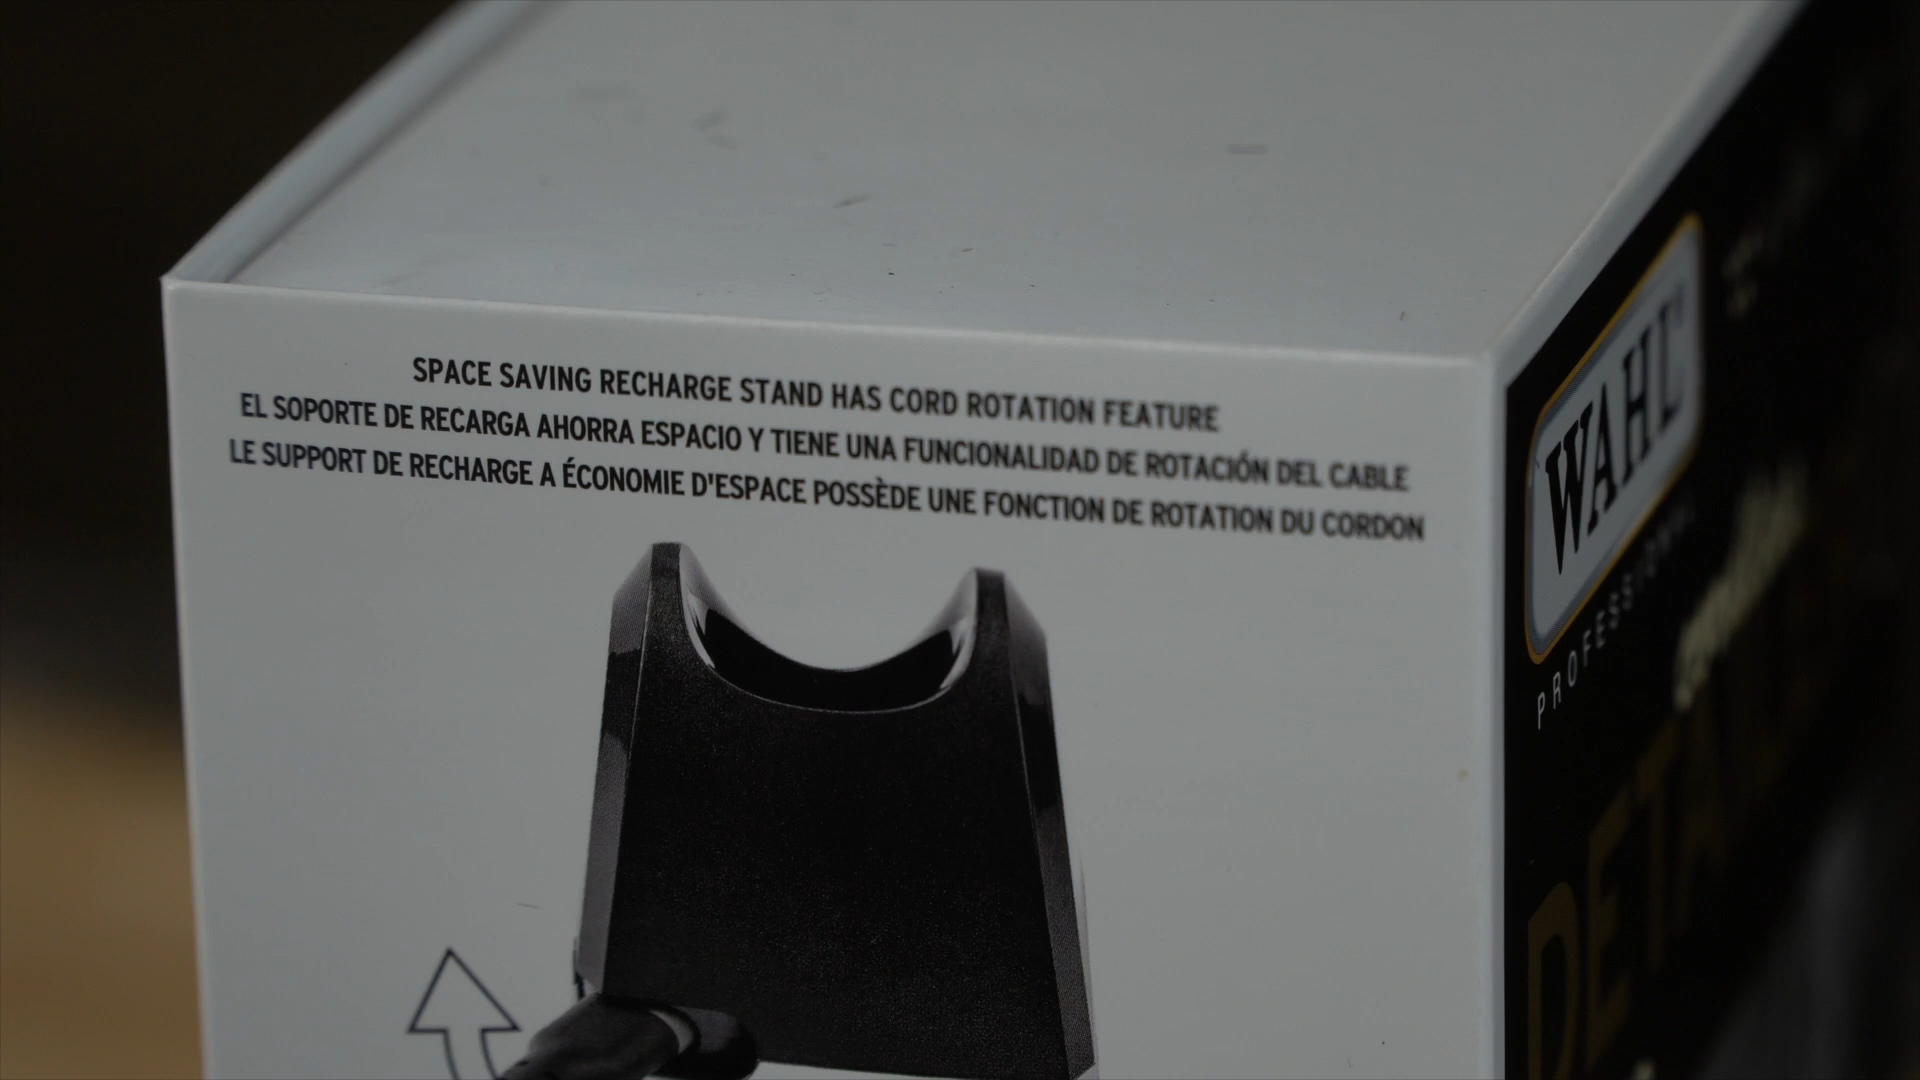 SPACE SAVING RECHARGE STAND HAS CORD ROTATION FEATURE
EL SOPORTE DE RECARGA AHORRA ESPACIO Y TIENE UNA FUNCIONALIDAD DE ROTACIÓN DEL CABLE
LE SUPPORT DE RECHARGE A ÉCONOMIE D'ESPACE POSSÈDE UNE FONCTION DE ROTATION DU CORDON
WAHL
PROFESSIONAL